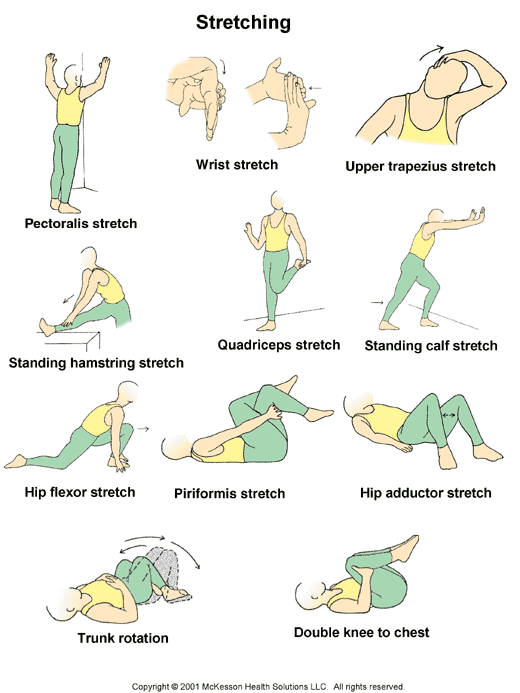 Stretching
Pectoralis stretch
Wrist stretch
Upper trapezius stretch
Standing hamstring stretch
Quadriceps stretch
Standing calf stretch
Hip flexor stretch
Piriformis stretch
Hip adductor stretch
Trunk rotation
Double knee to chest
Copyright © 2001 McKesson Health Solutions LLC. All rights reserved.